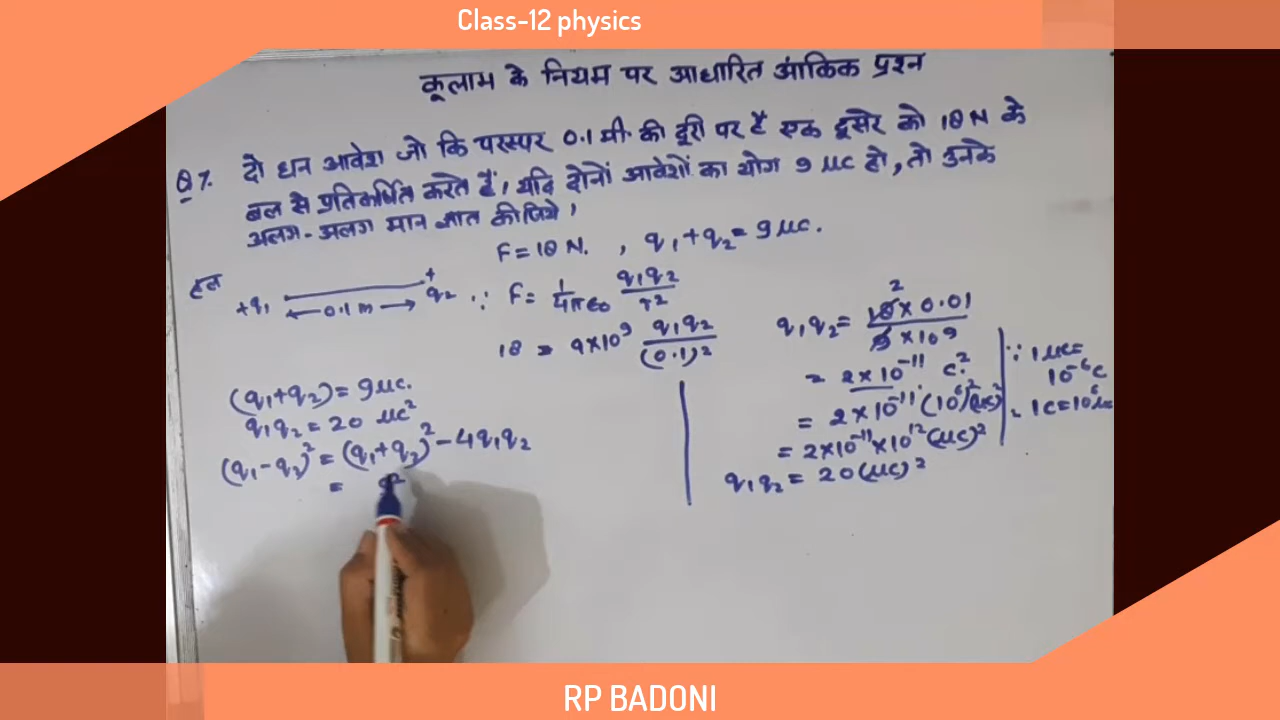 Class-12 physics
कूलाम के नियम पर आधारित आंकिक प्रश्न
Q 1. दो धन आवेश जो कि परस्पर 0.1 मी. की दूरी पर हैं एक दूसरे को 18 N के
बल से प्रतिकर्षित करते हैं, यदि दोनों आवेशों का योग 9 μc हो, तो उनके
अलग-अलग मान ज्ञात कीजिये।
F = 18 N. , q₁+q₂ = 9 μc.
हल
+q₁ ← 0.1 m → + q₂
∵ F = 1/4πε₀ q₁q₂/r²
18 = 9×10⁹ q₁q₂/(0.1)²
(q₁+q₂) = 9 μc.
q₁q₂ = 20 μc²
(q₁-q₂)² = (q₁+q₂)² - 4q₁q₂
=
q₁q₂ = 2 18 × 0.01 / 9 × 10⁹
= 2 × 10⁻¹¹ c.²
= 2 × 10⁻¹¹ (10⁶)² (μc)²
= 2×10⁻¹¹×10¹² (μc)²
q₁q₂ = 20 (μc)²
∵ 1 μc =
10⁻⁶ c
1c = 10⁶ μc
RP BADONI